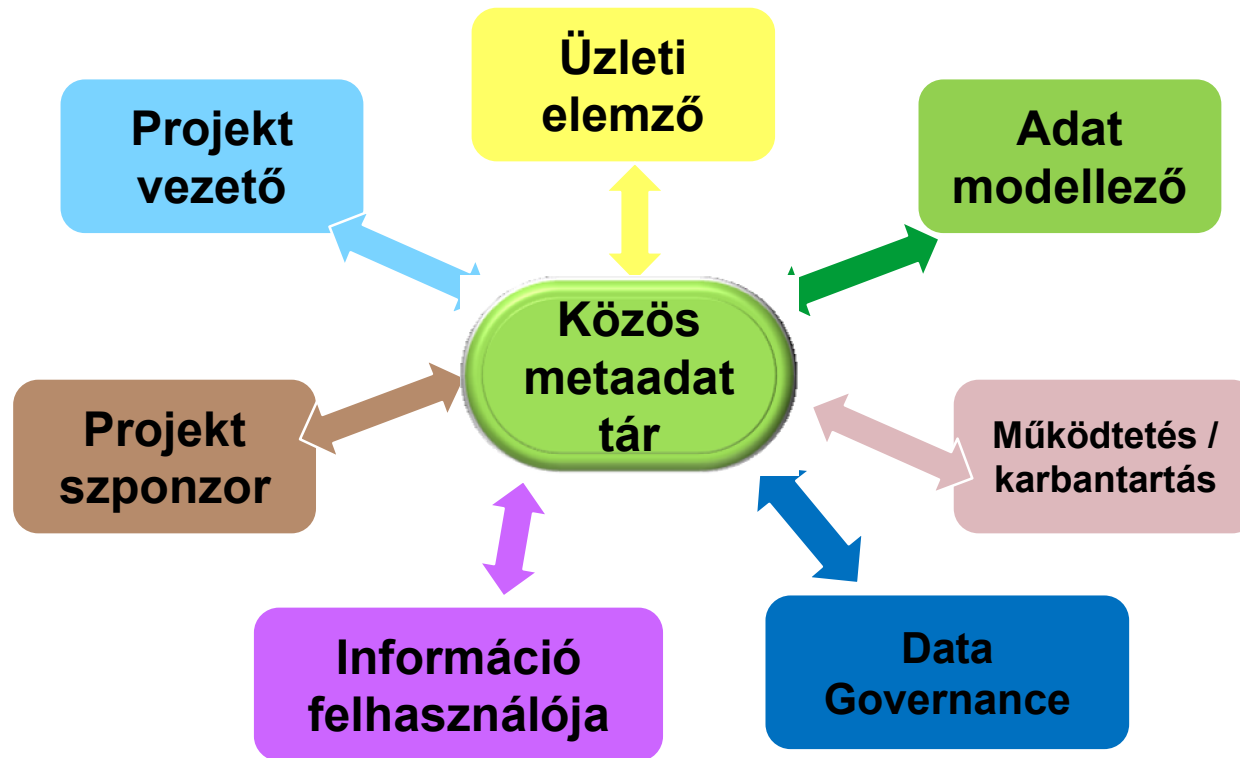 Üzleti
elemző
Projekt
vezető
Adat
modellező
Közös
metaadat
tár
Projekt
szponzor
Működtetés /
karbantartás
Információ
felhasználója
Data
Governance